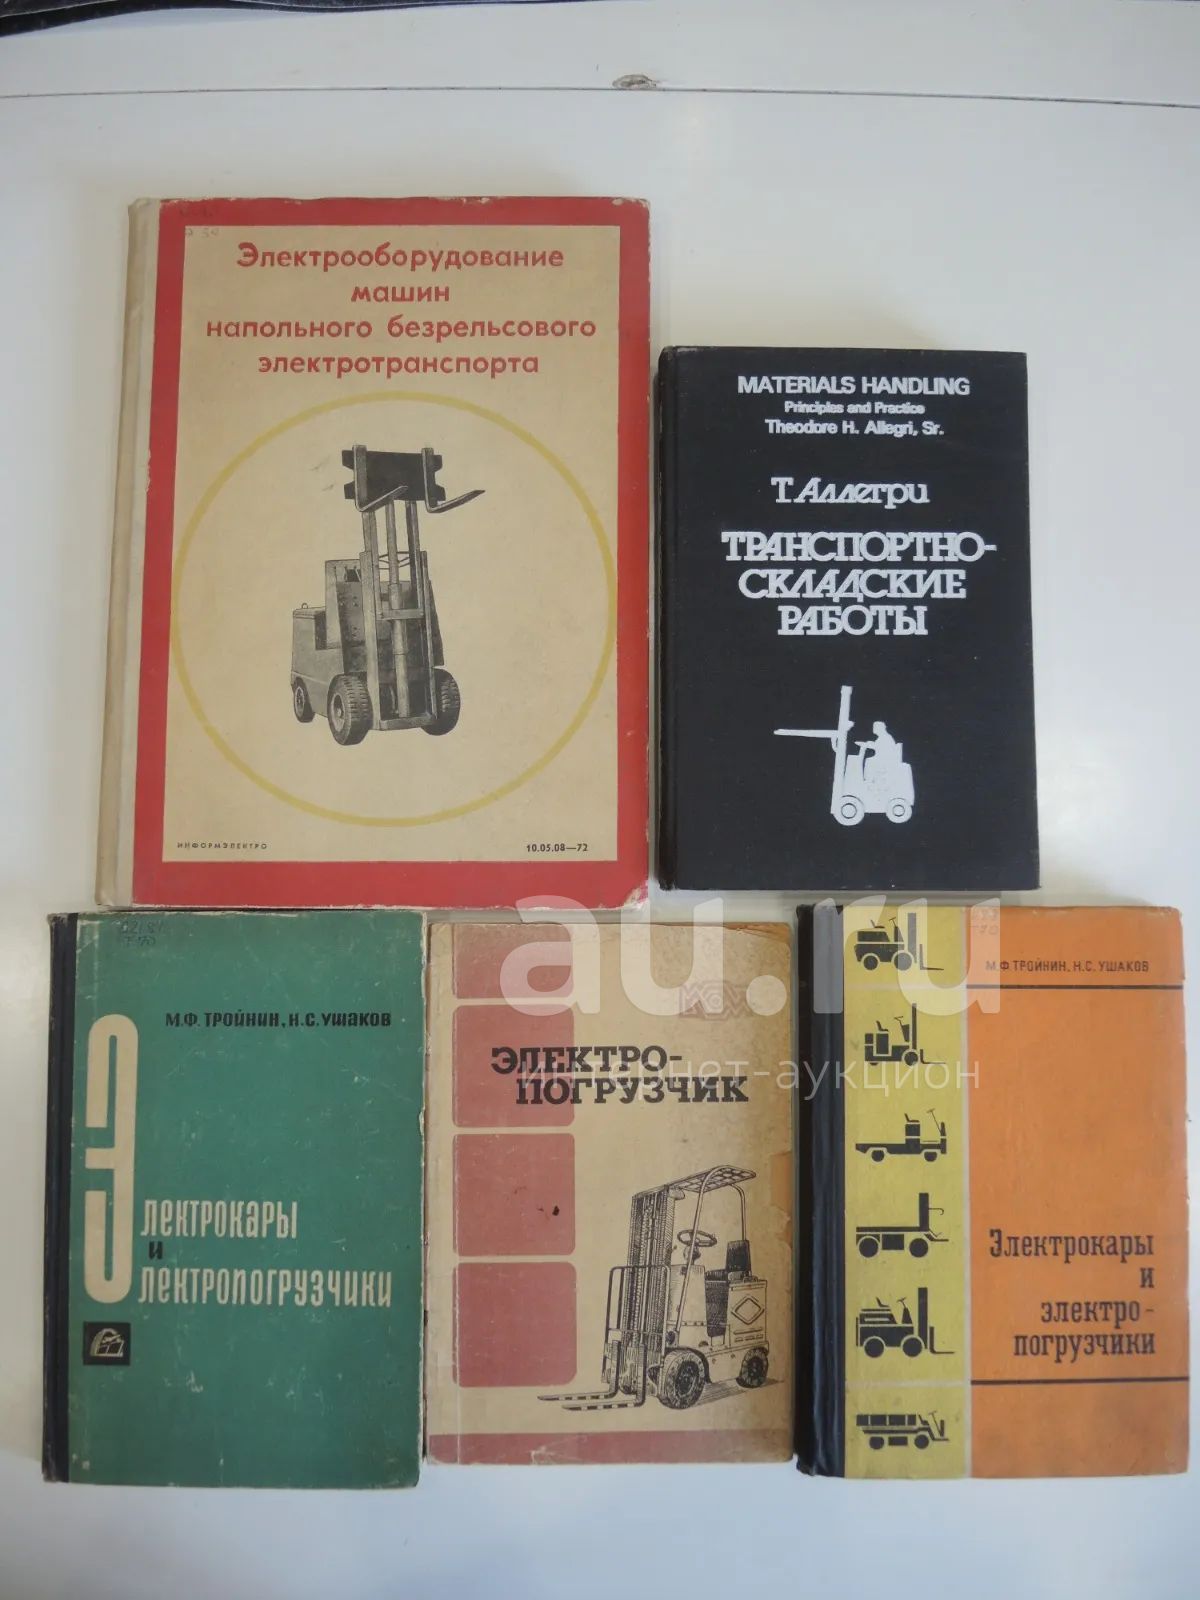 Электрооборудование
машин
напольного безрельсового
электротранспорта
ИНФОРМЭЛЕКТРО
10.05.08—72
MATERIALS HANDLING
Principles and Practice
Theodore H. Allegri, Sr.
Т. Аллегри
ТРАНСПОРТНО-
СКЛАДСКИЕ
РАБОТЫ
М.Ф. ТРОЙНИН, Н.С. УШАКОВ
ЭЛЕКТРОКАРЫ
И
ЭЛЕКТРОПОГРУЗЧИКИ
ЭЛЕКТРО-
ПОГРУЗЧИК
М.Ф. ТРОЙНИН, Н.С. УШАКОВ
Электрокары
и
электро-
погрузчики
au.ru
интернет-аукцион